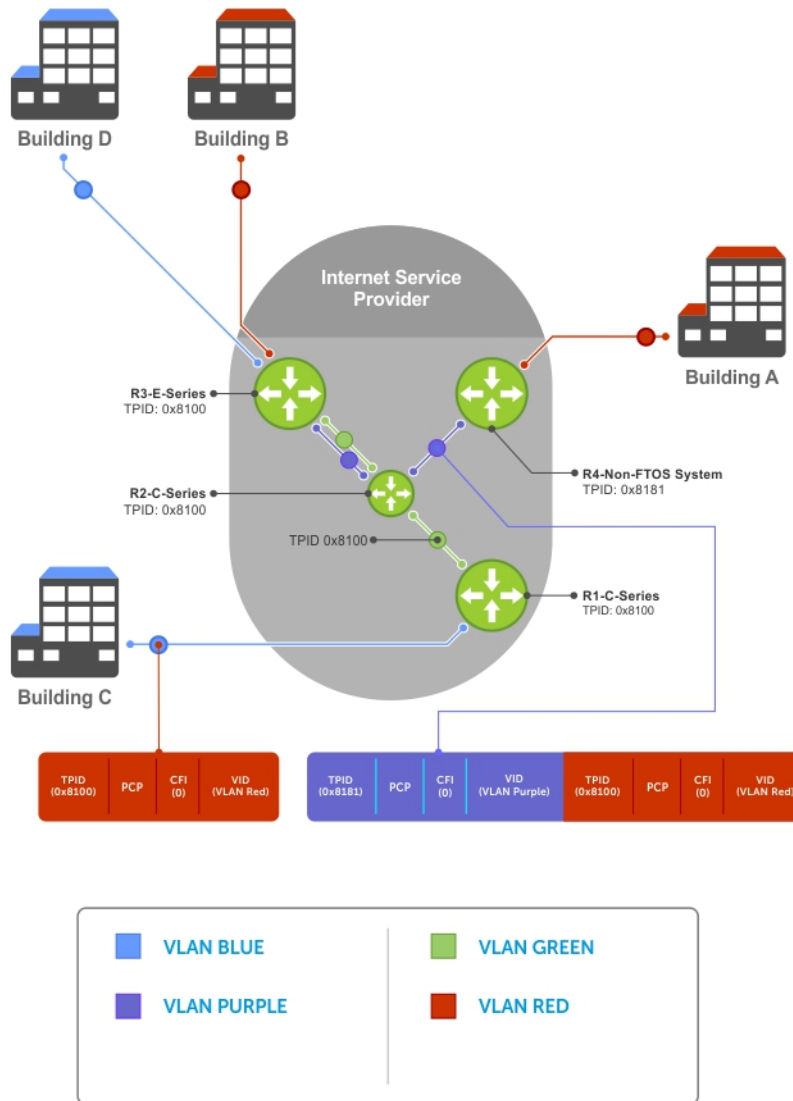 Building D
Building B
Internet Service
Provider
Building A
R3-E-Series
TPID: 0x8100
R4-Non-FTOS System
TPID: 0x8181
R2-C-Series
TPID: 0x8100
TPID 0x8100
R1-C-Series
TPID: 0x8100
Building C
TPID
(0x8100)
PCP
CFI
(0)
VID
(VLAN Red)
TPID
(0x8181)
PCP
CFI
(0)
VID
(VLAN Purple)
TPID
(0x8100)
PCP
CFI
(0)
VID
(VLAN Red)
VLAN BLUE
VLAN GREEN
VLAN PURPLE
VLAN RED